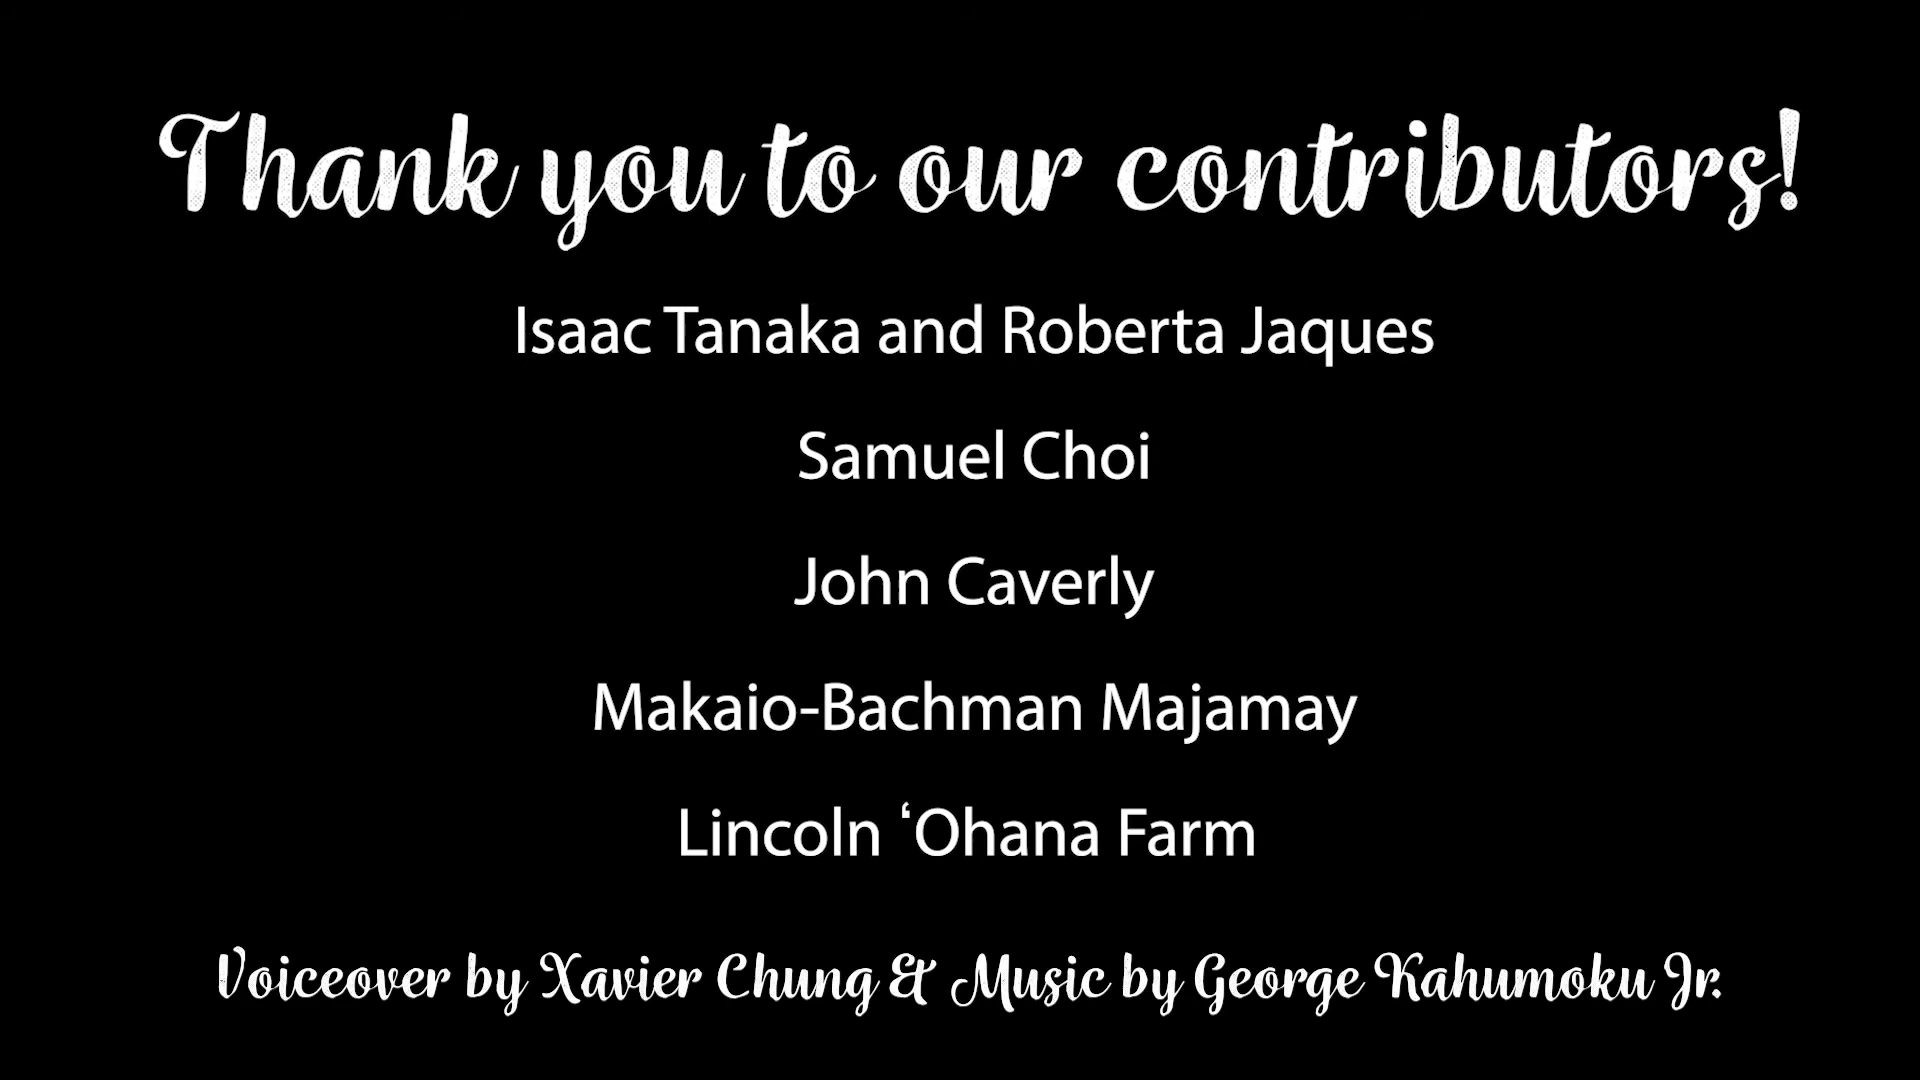 Thank you to our contributors!
Isaac Tanaka and Roberta Jaques
Samuel Choi
John Caverly
Makaio-Bachman Majamay
Lincoln ʻOhana Farm
Voiceover by Xavier Chung & Music by George Kahumoku Jr.